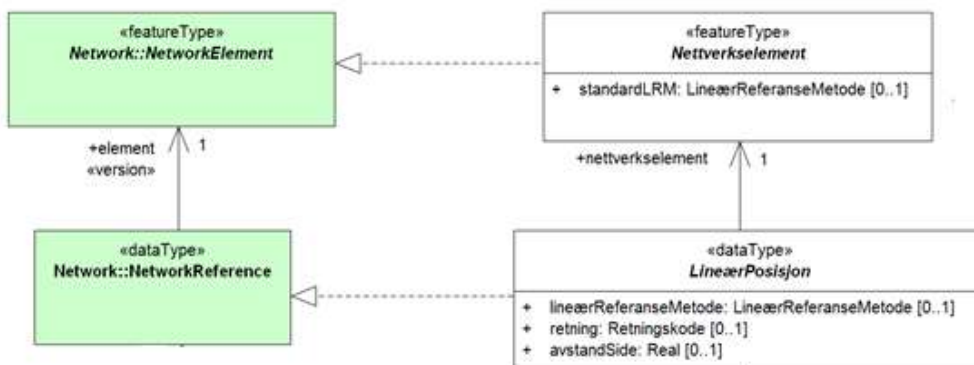 «featureType»
Network::NetworkElement
«featureType»
Nettverkselement
+ standardLRM: LineærReferanseMetode [0..1]
+element
«version»
1
+nettverkselement
1
«dataType»
Network::NetworkReference
«dataType»
LineærPosisjon
+ lineærReferanseMetode: LineærReferanseMetode [0..1]
+ retning: Retningskode [0..1]
+ avstandSide: Real [0..1]